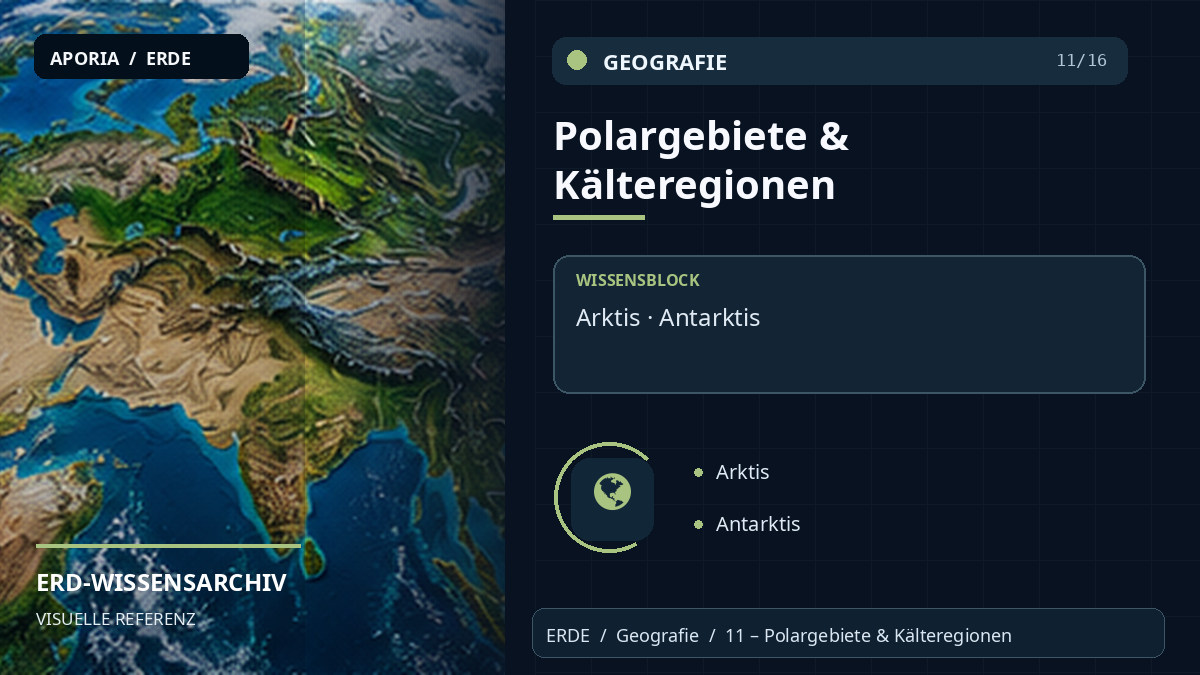 APORIA / ERDE
ERD-WISSENSARCHIV
VISUELLE REFERENZ
GEOGRAFIE
11/16
Polargebiete &
Kälteregionen
WISSENSBLOCK
Arktis · Antarktis
Arktis
Antarktis
ERDE / Geografie / 11 – Polargebiete & Kälteregionen